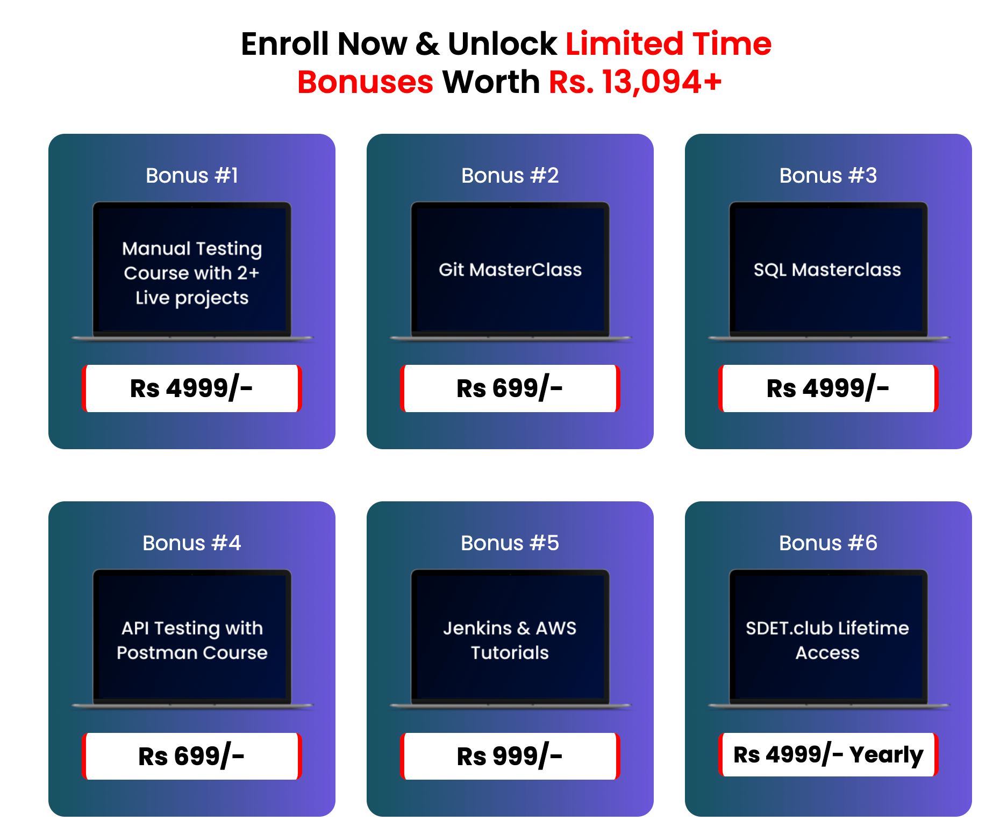 Enroll Now & Unlock Limited Time
Bonuses Worth Rs. 13,094+
Bonus #1
Manual Testing
Course with 2+
Live projects
Rs 4999/-
Bonus #2
Git MasterClass
Rs 699/-
Bonus #3
SQL Masterclass
Rs 4999/-
Bonus #4
API Testing with
Postman Course
Rs 699/-
Bonus #5
Jenkins & AWS
Tutorials
Rs 999/-
Bonus #6
SDET.club Lifetime
Access
Rs 4999/- Yearly